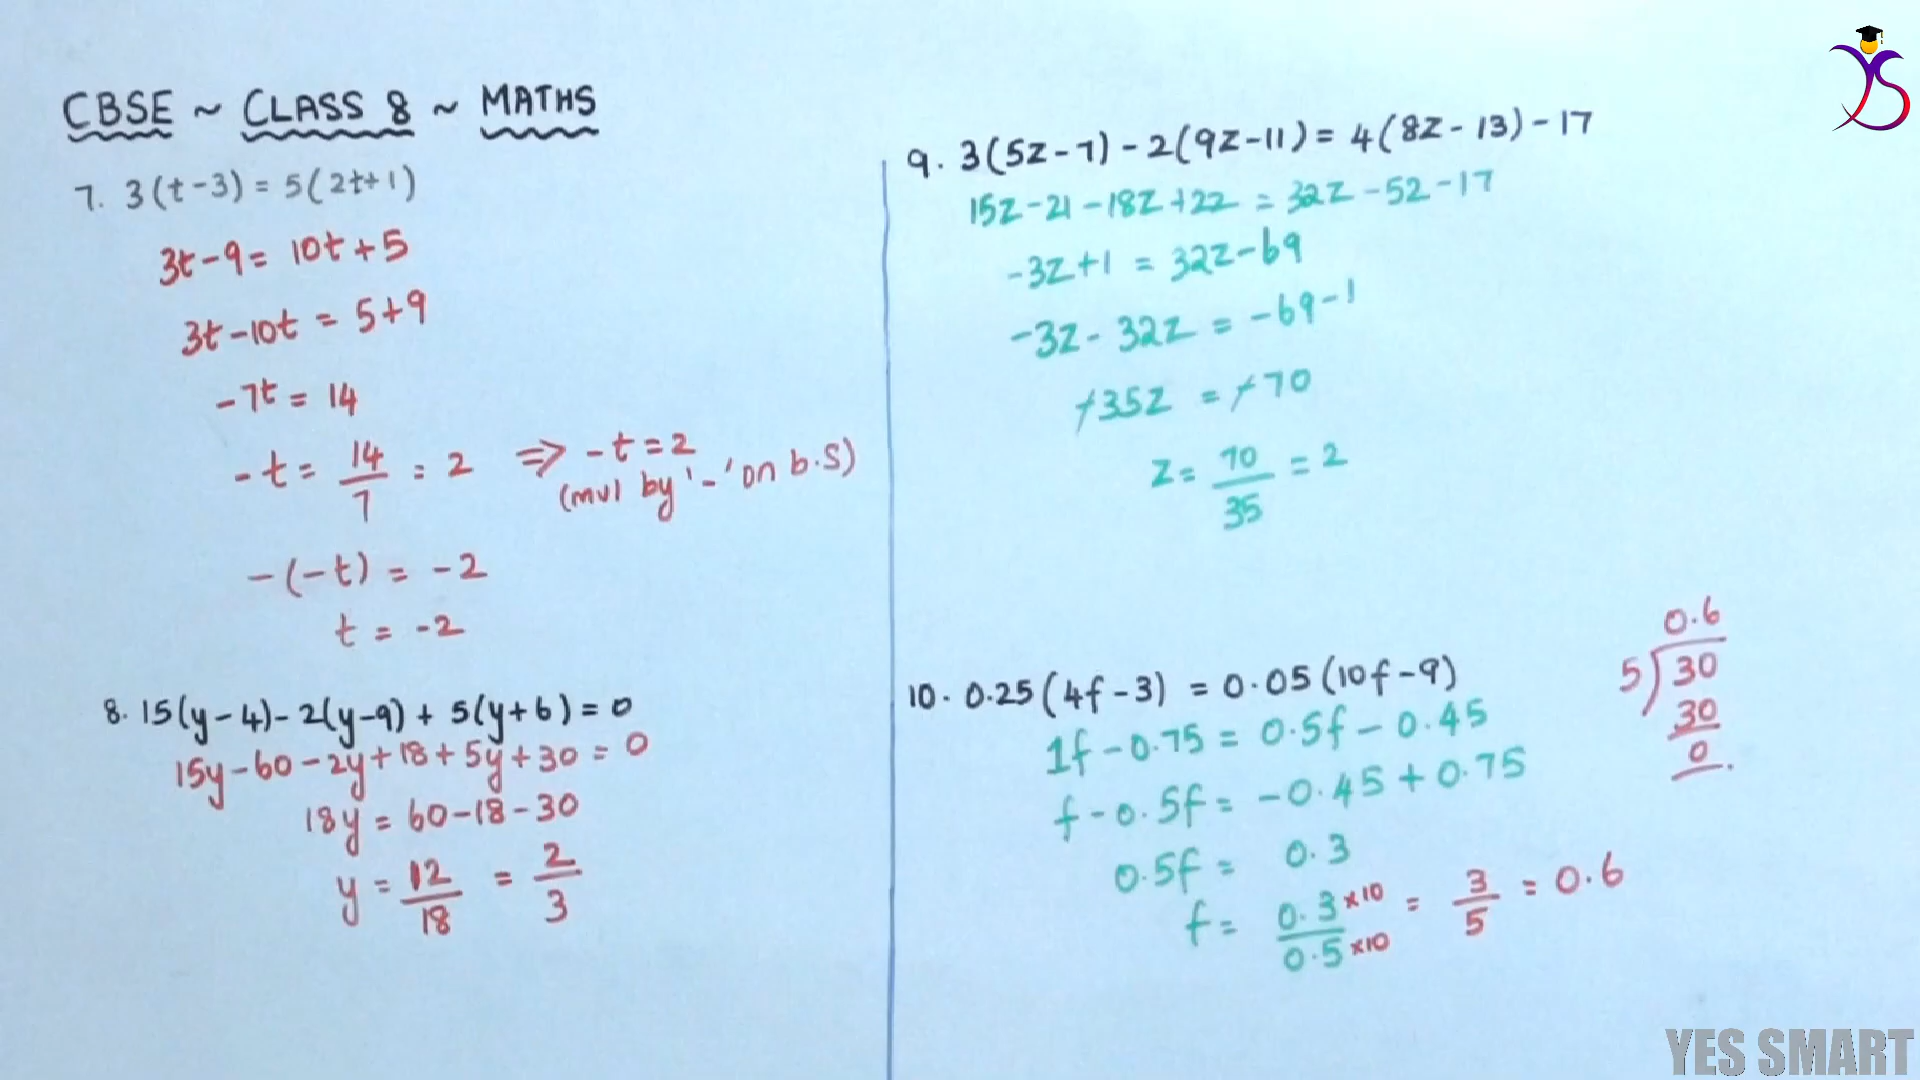 CBSE ~ CLASS 8 ~ MATHS
7. 3(t-3) = 5(2t+1)
3t-9 = 10t+5
3t-10t = 5+9
-7t = 14
-t = 14/7 = 2 ⇒ -t = 2
(mul by '-' on b.s)
-(-t) = -2
t = -2
8. 15(y-4) - 2(y-9) + 5(y+6) = 0
15y-60-2y+18+5y+30 = 0
18y = 60-18-30
y = 12/18 = 2/3
9. 3(5z-7) - 2(9z-11) = 4(8z-13) - 17
15z-21-18z+22 = 32z-52-17
-3z+1 = 32z-69
-3z-32z = -69-1
-35z = -70
z = 70/35 = 2
10. 0.25(4f-3) = 0.05(10f-9)
1f-0.75 = 0.5f-0.45
f-0.5f = -0.45+0.75
0.5f = 0.3
f = 0.3×10/0.5×10 = 3/5 = 0.6
0.6
5)30
30
0
YS
YES SMART